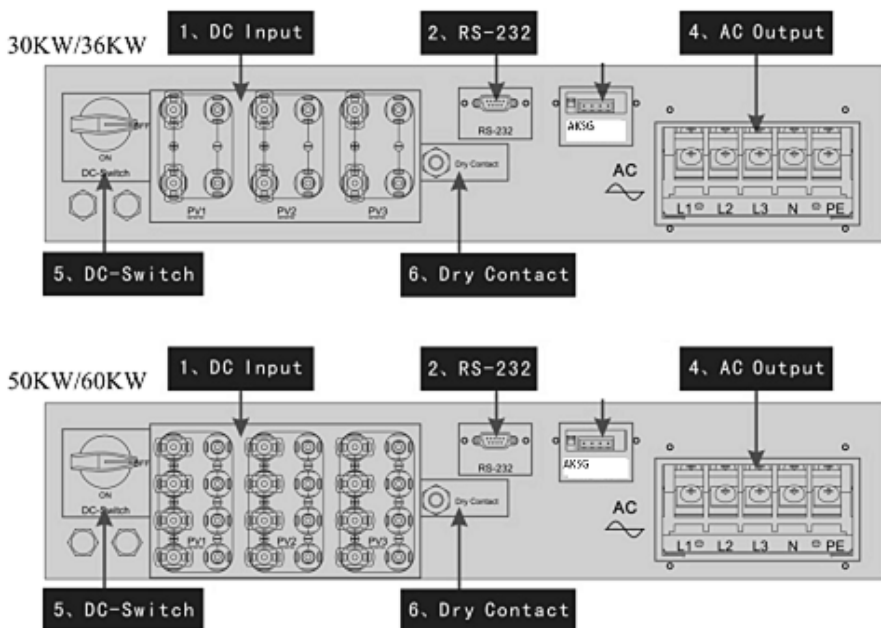 1、DC Input
2、RS-232
4、AC Output
30KW/36KW
OFF
ON
DC-Switch
PV1
PV2
PV3
RS-232
Dry Contact
AKSG
AC
L1 L2 L3 N PE
5、DC-Switch
6、Dry Contact
1、DC Input
2、RS-232
4、AC Output
50KW/60KW
OFF
ON
DC-Switch
PV1
PV2
PV3
RS-232
Dry Contact
AKSG
AC
L1 L2 L3 N PE
5、DC-Switch
6、Dry Contact